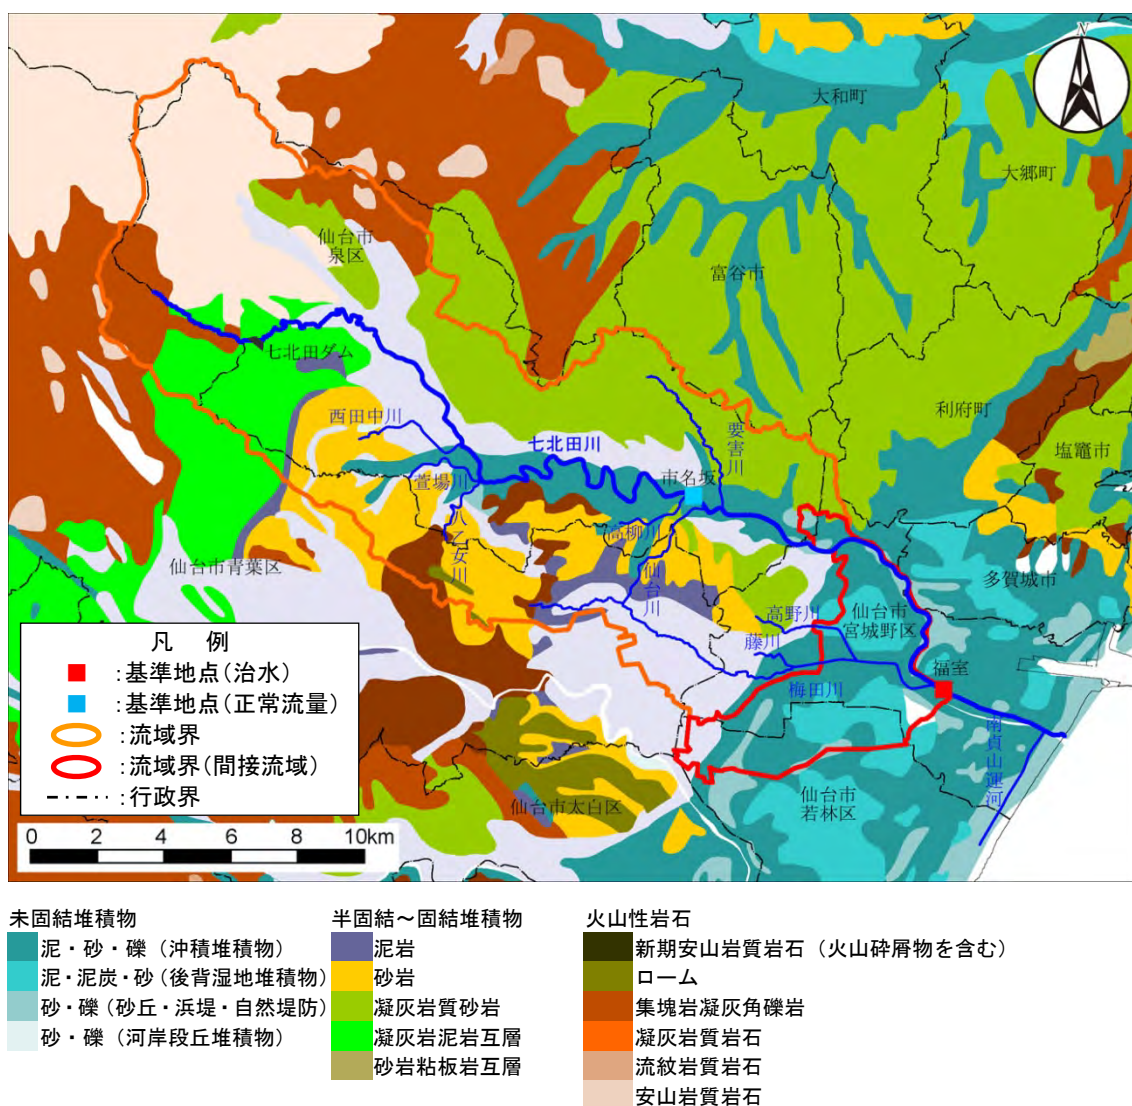 N
大和町
大郷町
仙台市
泉区
富谷市
七北田ダム
利府町
西田中川
七北田川
要害川
塩竈市
市名坂
萱場川
八乙女川
高柳川
仙台川
仙台市青葉区
多賀城市
高野川
仙台市
宮城野区
藤川
福室
梅田川
南貞山運河
仙台市太白区
仙台市
若林区
凡 例
:基準地点(治水)
:基準地点(正常流量)
:流域界
:流域界(間接流域)
:行政界
0 2 4 6 8 10km
未固結堆積物
泥・砂・礫(沖積堆積物)
泥・泥炭・砂(後背湿地堆積物)
砂・礫(砂丘・浜堤・自然堤防)
砂・礫(河岸段丘堆積物)
半固結~固結堆積物
泥岩
砂岩
凝灰岩質砂岩
凝灰岩泥岩互層
砂岩粘板岩互層
火山性岩石
新期安山岩質岩石(火山砕屑物を含む)
ローム
集塊岩凝灰角礫岩
凝灰岩質岩石
流紋岩質岩石
安山岩質岩石